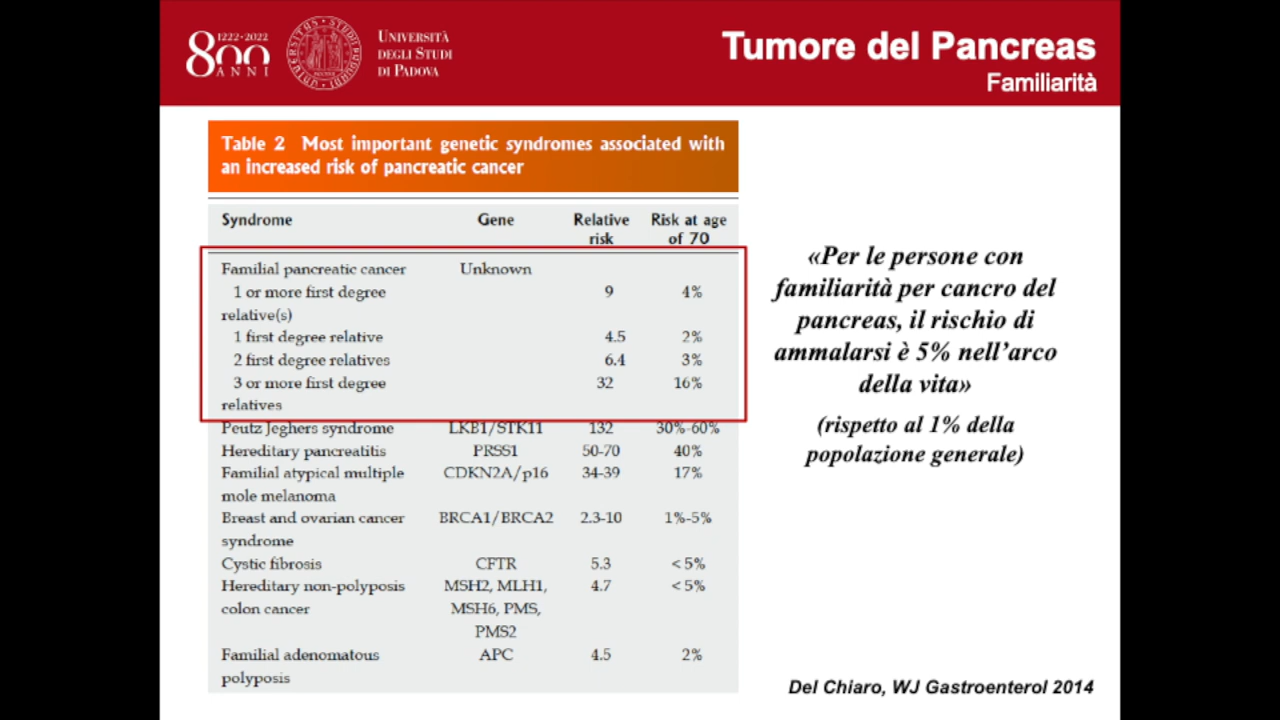 1222-2022
800
ANNI
UNIVERSITÀ
DEGLI STUDI
DI PADOVA
Tumore del Pancreas
Familiarità
Table 2 Most important genetic syndromes associated with
an increased risk of pancreatic cancer
Syndrome Gene Relative risk Risk at age of 70
Familial pancreatic cancer Unknown
1 or more first degree 9 4%
relative(s)
1 first degree relative 4.5 2%
2 first degree relatives 6.4 3%
3 or more first degree 32 16%
relatives
Peutz Jeghers syndrome LKB1/STK11 132 30%-60%
Hereditary pancreatitis PRSS1 50-70 40%
Familial atypical multiple CDKN2A/p16 34-39 17%
mole melanoma
Breast and ovarian cancer BRCA1/BRCA2 2.3-10 1%-5%
syndrome
Cystic fibrosis CFTR 5.3 <5%
Hereditary non-polyposis MSH2, MLH1, 4.7 <5%
colon cancer MSH6, PMS,
PMS2
Familial adenomatous APC 4.5 2%
polyposis
«Per le persone con
familiarità per cancro del
pancreas, il rischio di
ammalarsi è 5% nell’arco
della vita»
(rispetto al 1% della
popolazione generale)
Del Chiaro, WJ Gastroenterol 2014